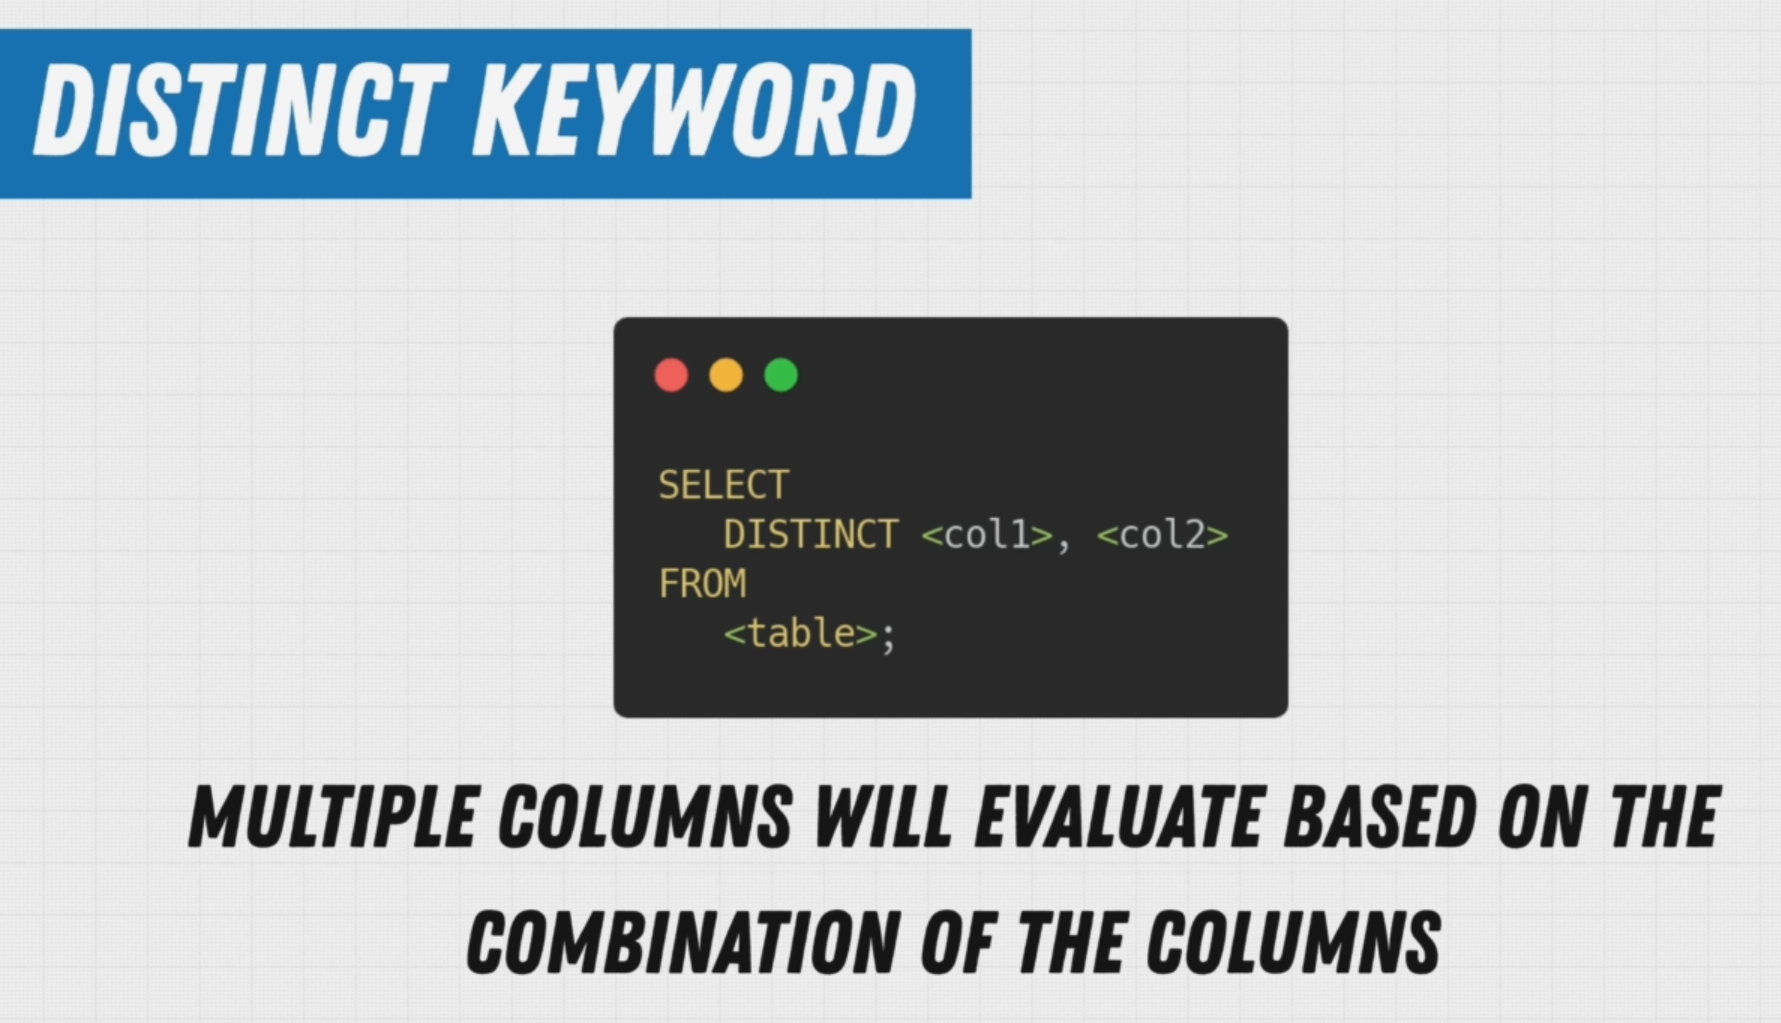 DISTINCT KEYWORD
SELECT
DISTINCT <col1>, <col2>
FROM
<table>;
MULTIPLE COLUMNS WILL EVALUATE BASED ON THE
COMBINATION OF THE COLUMNS